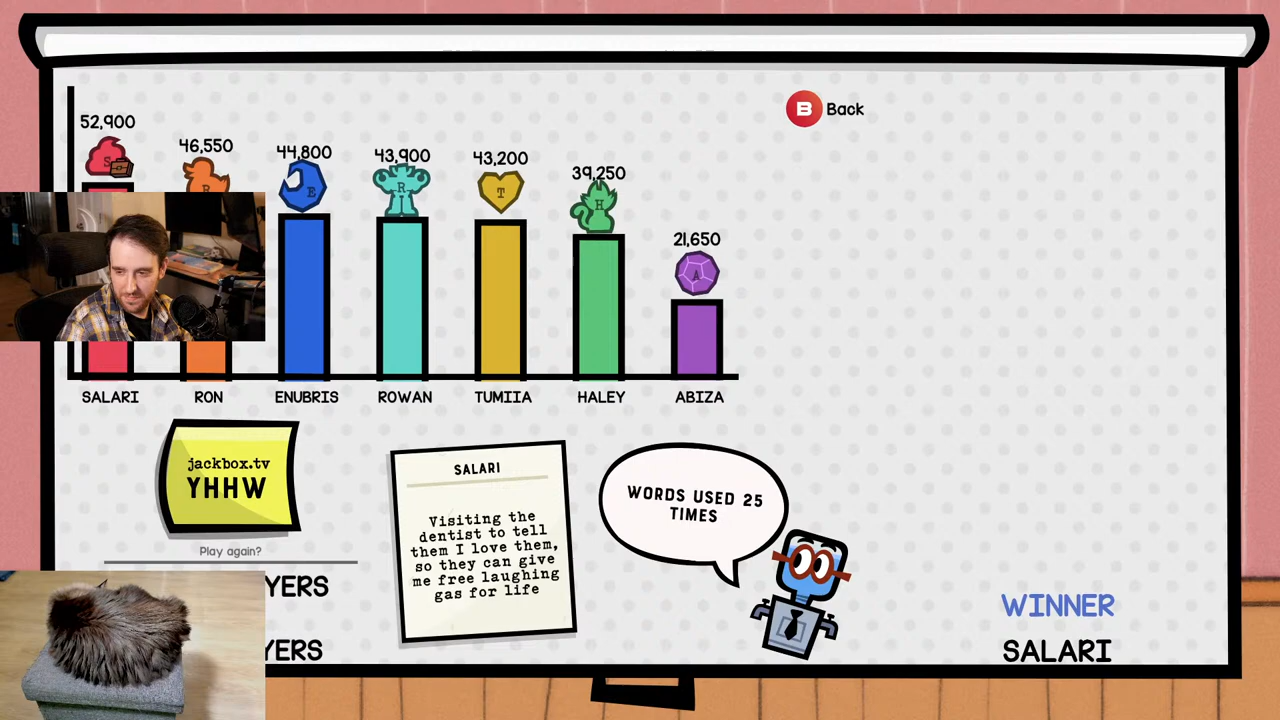 52,900
46,550
44,800
43,900
43,200
39,250
21,650
B Back
S
R
E
R
T
H
A
SALARI
RON
ENUBRIS
ROWAN
TUMIIA
HALEY
ABIZA
jackbox.tv
YHHW
Play again?
SALARI
Visiting the
dentist to tell
them I love them,
so they can give
me free laughing
gas for life
WORDS USED 25
TIMES
YERS
YERS
WINNER
SALARI